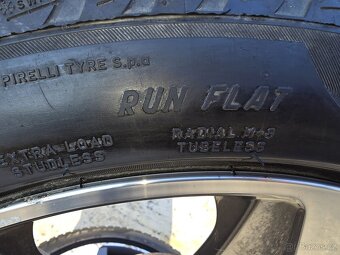 PIRELLI TYRE S.p.a
RUN FLAT
EXTRA LOAD
STUDLESS
RADIAL M+S
TUBELESS